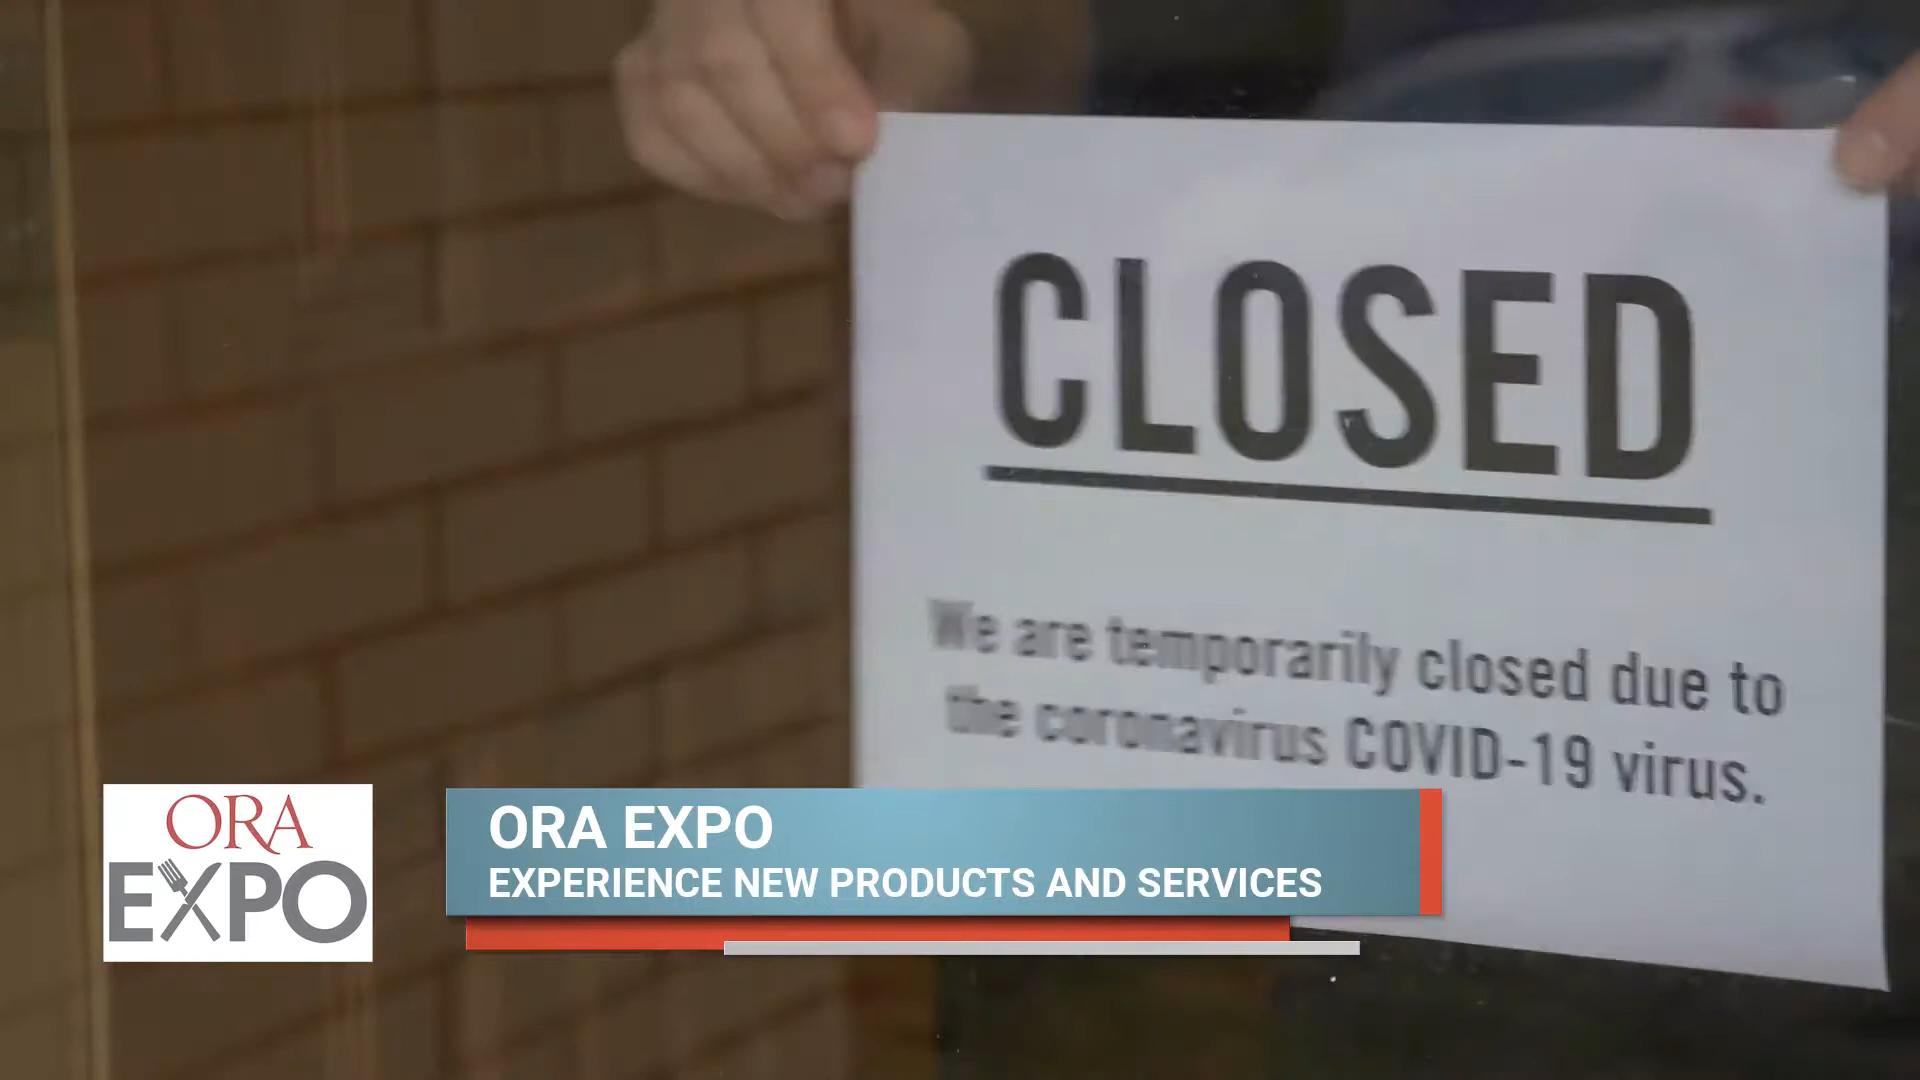 CLOSED
We are temporarily closed due to
the coronavirus COVID-19 virus.
ORA
EXPO
ORA EXPO
EXPERIENCE NEW PRODUCTS AND SERVICES